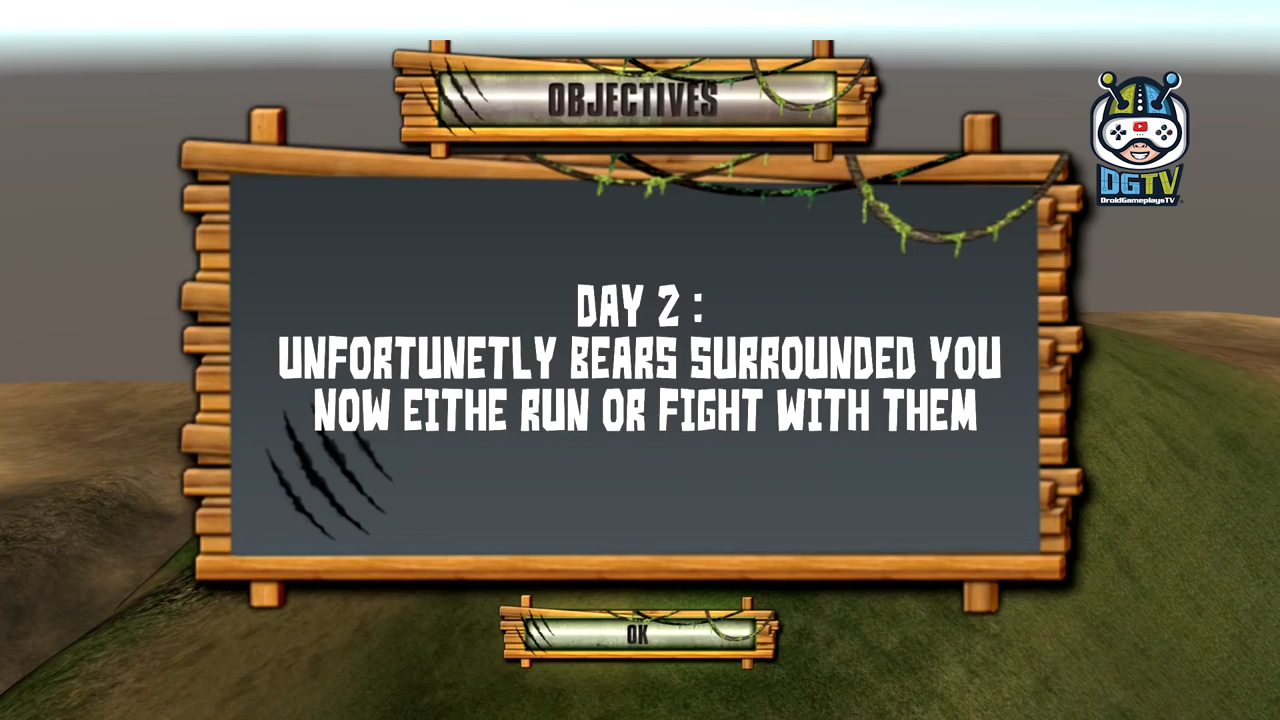 OBJECTIVES
DGTV
DroidGameplaysTV
DAY 2 :
UNFORTUNETLY BEARS SURROUNDED YOU
NOW EITHE RUN OR FIGHT WITH THEM
OK